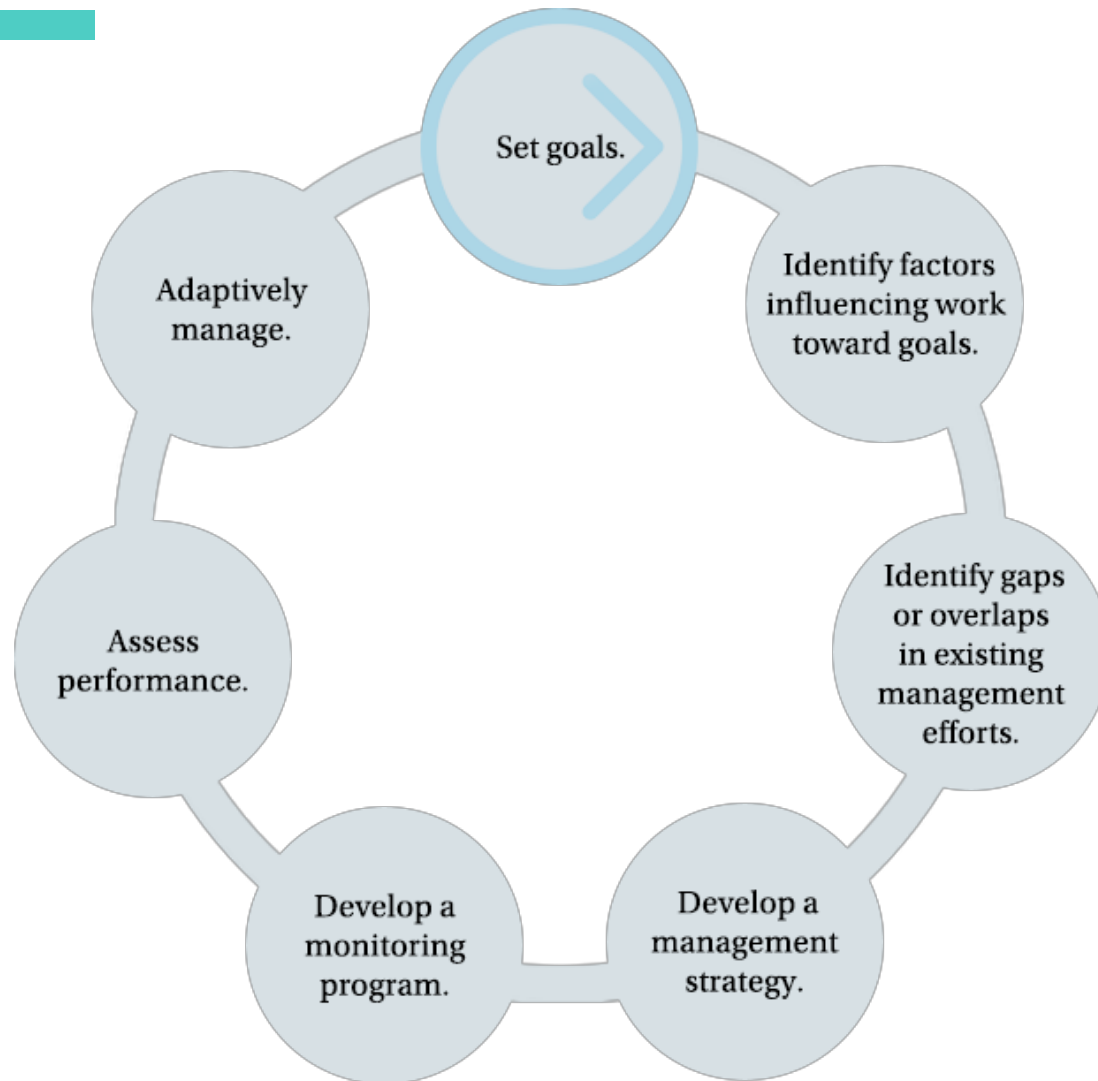 Set goals.
Identify factors
influencing work
toward goals.
Identify gaps
or overlaps
in existing
management
efforts.
Develop a
management
strategy.
Develop a
monitoring
program.
Assess
performance.
Adaptively
manage.